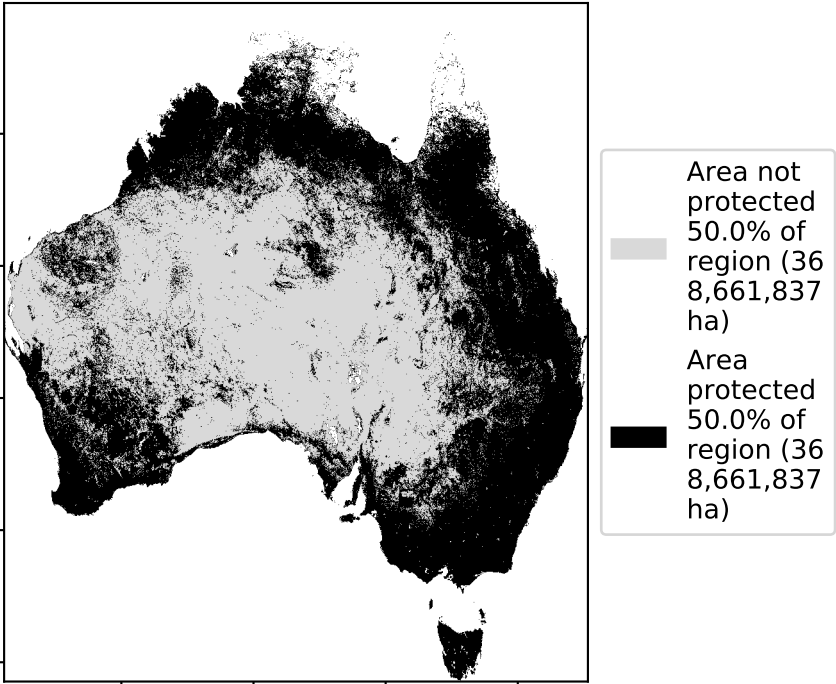 Area not
protected
50.0% of
region (36
8,661,837
ha)
Area
protected
50.0% of
region (36
8,661,837
ha)